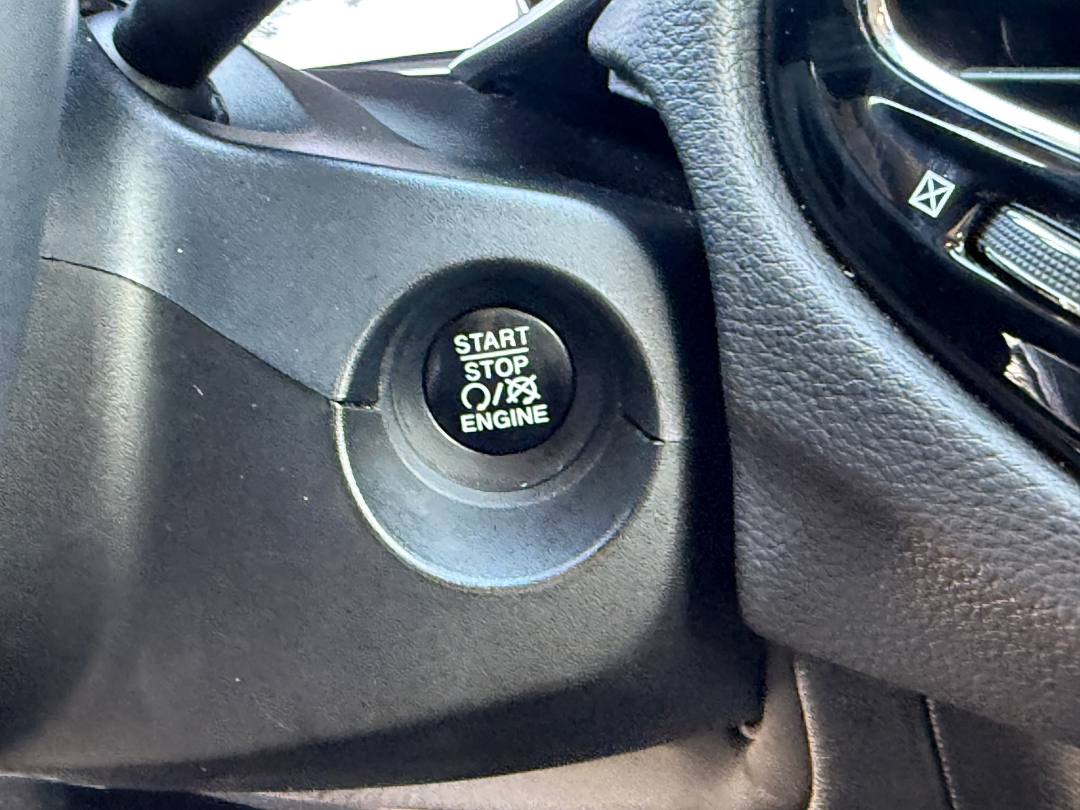 START
STOP
/
ENGINE